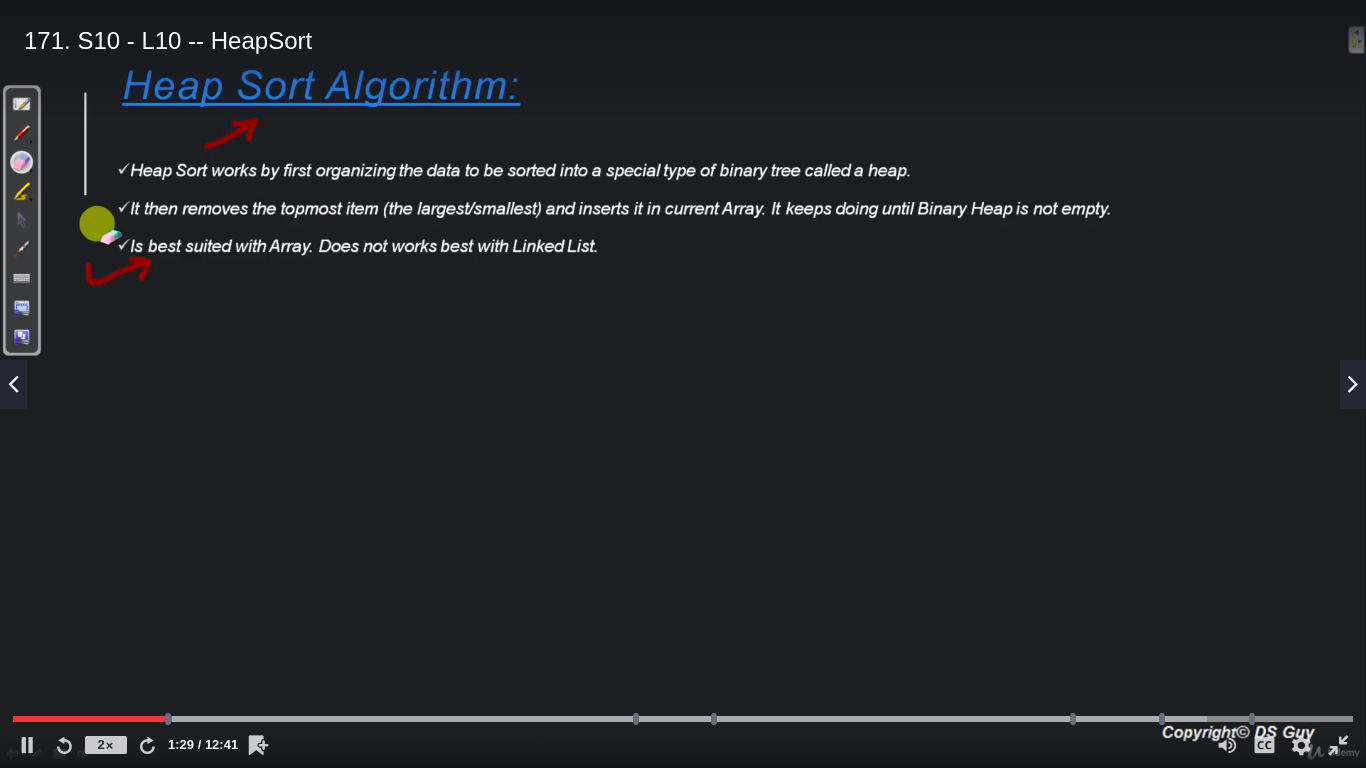 171. S10 - L10 -- HeapSort
Heap Sort Algorithm:
✓Heap Sort works by first organizing the data to be sorted into a special type of binary tree called a heap.
✓It then removes the topmost item (the largest/smallest) and inserts it in current Array. It keeps doing until Binary Heap is not empty.
✓Is best suited with Array. Does not works best with Linked List.
Copyright© DS Guy
2x 1:29 / 12:41 CC
Udemy